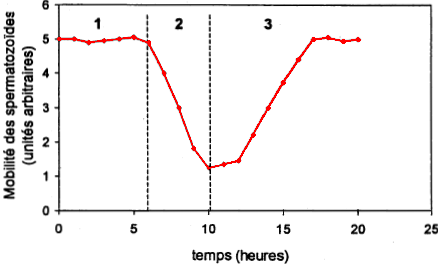 1 2 3
Mobilité des spermatozoïdes
(unités arbitraires)
6
5
4
3
2
1
0
0 5 10 15 20 25
temps (heures)